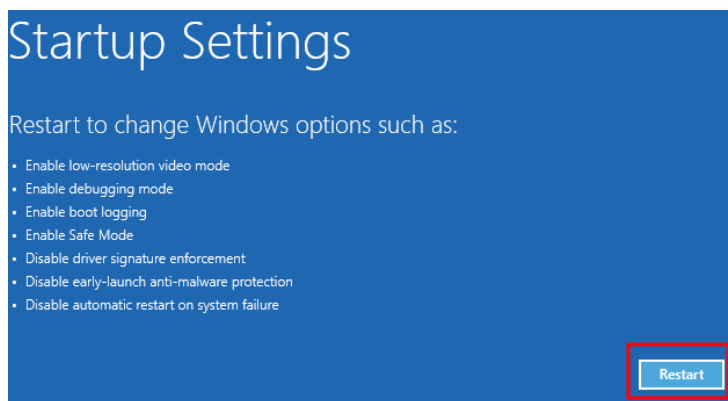 Startup Settings
Restart to change Windows options such as:
• Enable low-resolution video mode
• Enable debugging mode
• Enable boot logging
• Enable Safe Mode
• Disable driver signature enforcement
• Disable early-launch anti-malware protection
• Disable automatic restart on system failure
Restart